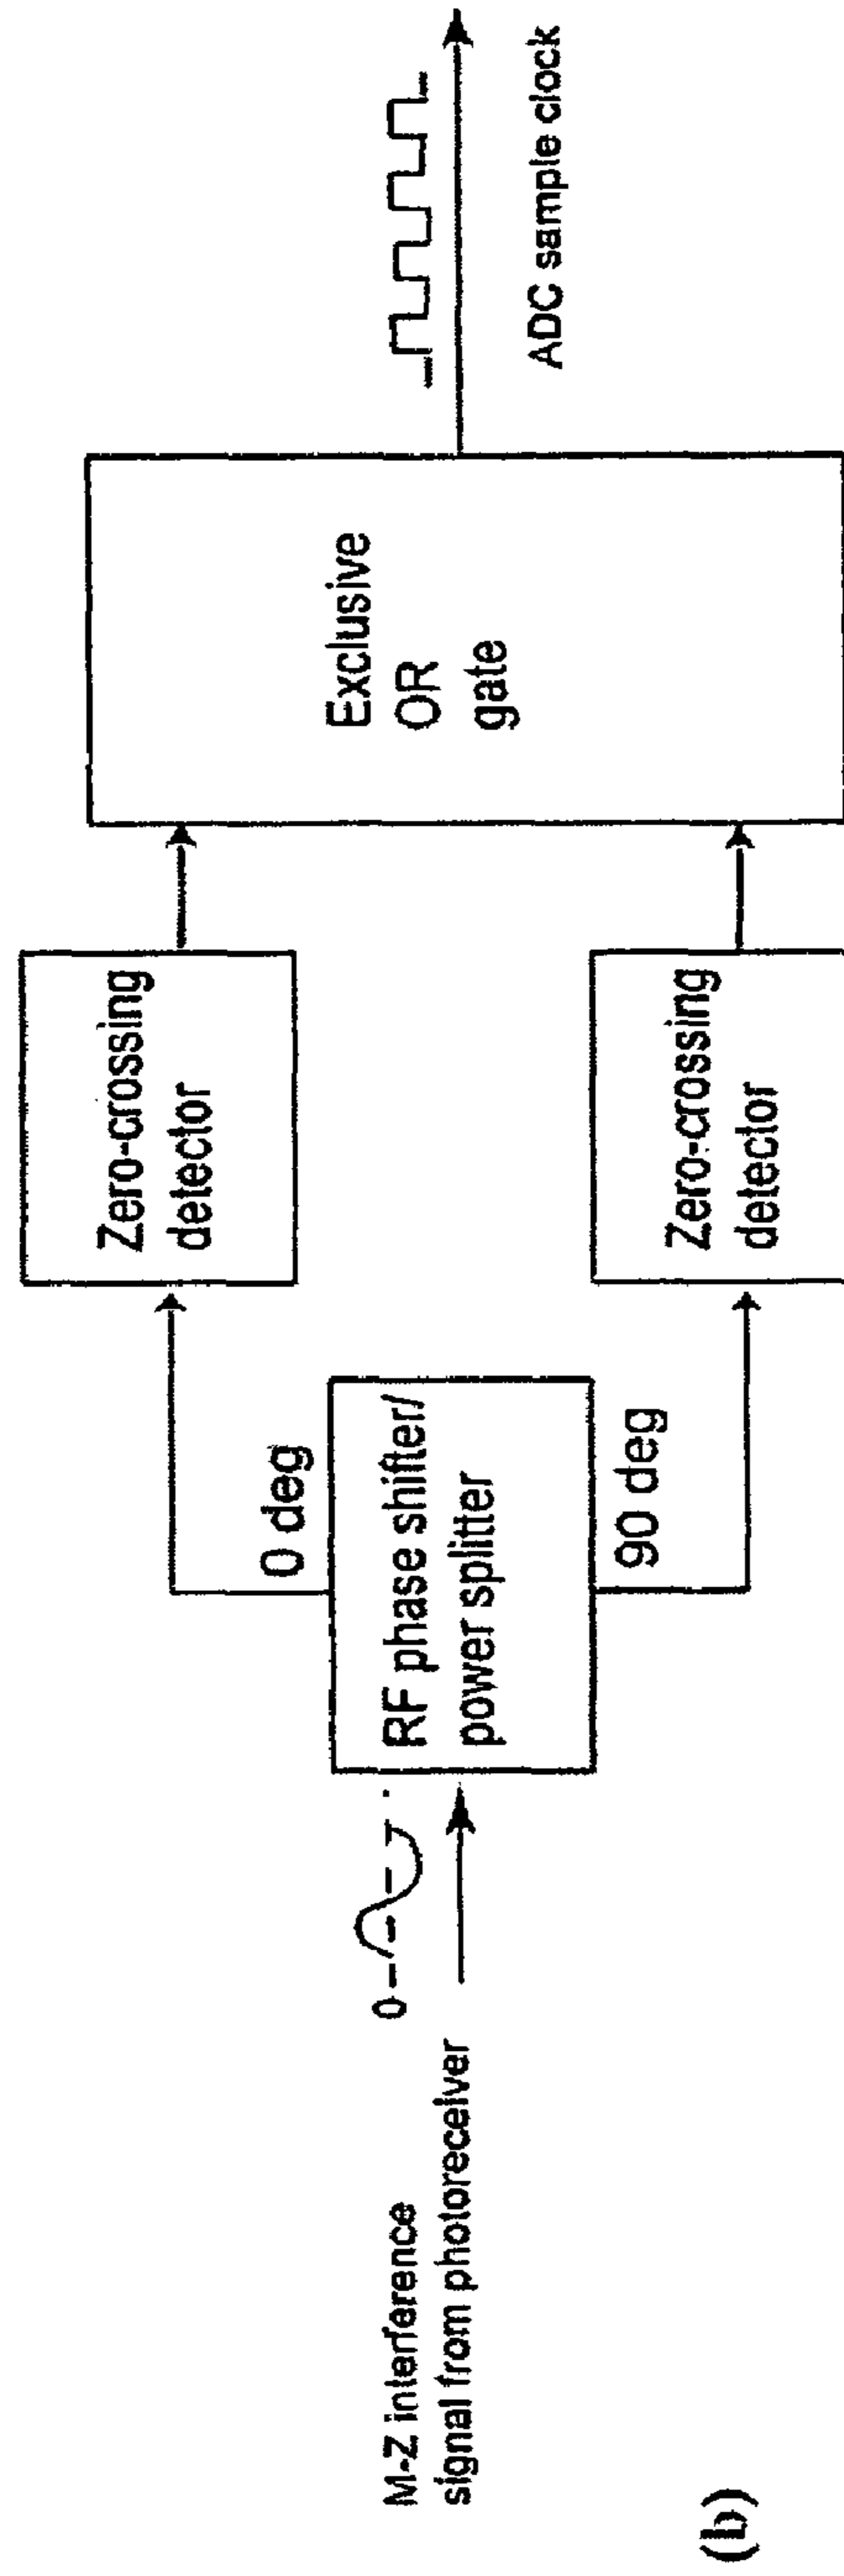 M-Z interference
signal from photoreceiver
0
RF phase shifter/
power splitter
0 deg
90 deg
Zero-crossing
detector
Zero-crossing
detector
Exclusive
OR
gate
ADC sample clock
(b)